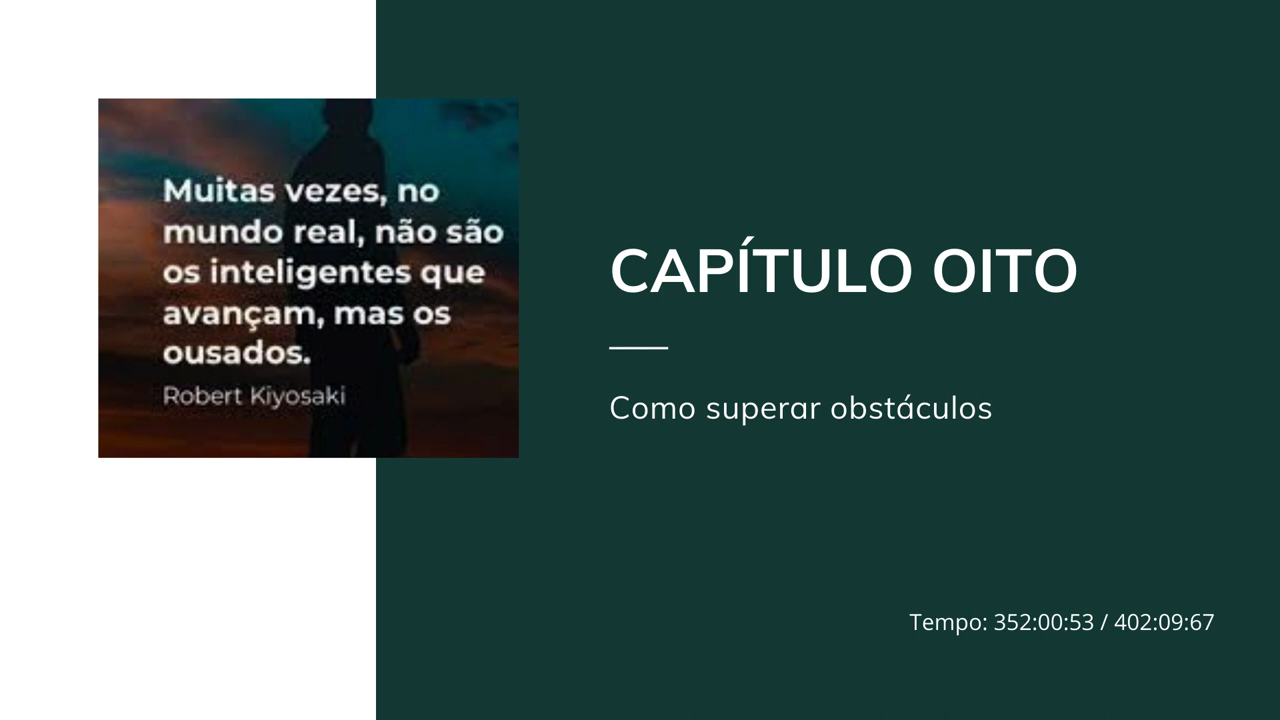 Muitas vezes, no
mundo real, não são
os inteligentes que
avançam, mas os
ousados.
Robert Kiyosaki
CAPÍTULO OITO
Como superar obstáculos
Tempo: 352:00:53 / 402:09:67